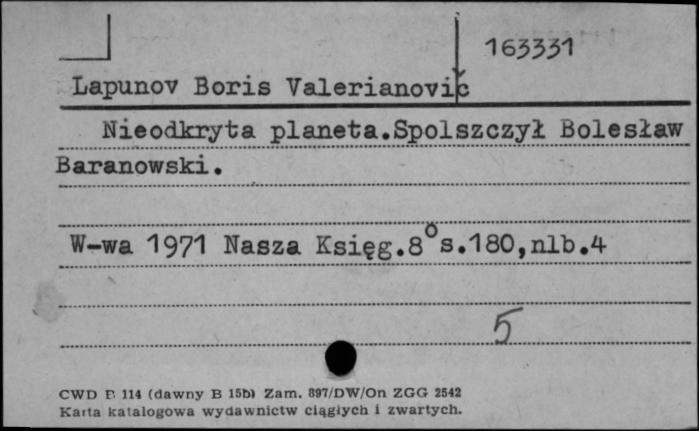 163331
Lapunov Boris Valerianovič
Nieodkryta planeta.Spolszczył Bolesław
Baranowski.
W-wa 1971 Nasza Księg.8° s.180,nlb.4
5
CWD B 114 (dawny B 15b) Zam. 897/DW/On ZGG 2542
Karta katalogowa wydawnictw ciągłych i zwartych.